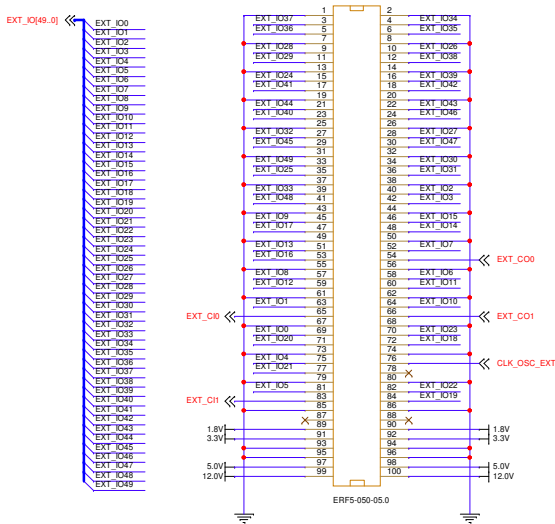 EXT_IO[49..0]
EXT_IO0
EXT_IO1
EXT_IO2
EXT_IO3
EXT_IO4
EXT_IO5
EXT_IO6
EXT_IO7
EXT_IO8
EXT_IO9
EXT_IO10
EXT_IO11
EXT_IO12
EXT_IO13
EXT_IO14
EXT_IO15
EXT_IO16
EXT_IO17
EXT_IO18
EXT_IO19
EXT_IO20
EXT_IO21
EXT_IO22
EXT_IO23
EXT_IO24
EXT_IO25
EXT_IO26
EXT_IO27
EXT_IO28
EXT_IO29
EXT_IO30
EXT_IO31
EXT_IO32
EXT_IO33
EXT_IO34
EXT_IO35
EXT_IO36
EXT_IO37
EXT_IO38
EXT_IO39
EXT_IO40
EXT_IO41
EXT_IO42
EXT_IO43
EXT_IO44
EXT_IO45
EXT_IO46
EXT_IO47
EXT_IO48
EXT_IO49
1 2
EXT_IO37 3 4 EXT_IO34
EXT_IO36 5 6 EXT_IO35
7 8
EXT_IO28 9 10 EXT_IO26
EXT_IO29 11 12 EXT_IO38
13 14
EXT_IO24 15 16 EXT_IO39
EXT_IO41 17 18 EXT_IO42
19 20
EXT_IO44 21 22 EXT_IO43
EXT_IO40 23 24 EXT_IO46
25 26
EXT_IO32 27 28 EXT_IO27
EXT_IO45 29 30 EXT_IO47
31 32
EXT_IO49 33 34 EXT_IO30
EXT_IO25 35 36 EXT_IO31
37 38
EXT_IO33 39 40 EXT_IO2
EXT_IO48 41 42 EXT_IO3
43 44
EXT_IO9 45 46 EXT_IO15
EXT_IO17 47 48 EXT_IO14
49 50
EXT_IO13 51 52 EXT_IO7
EXT_IO16 53 54 EXT_CO0
55 56
EXT_IO8 57 58 EXT_IO6
EXT_IO12 59 60 EXT_IO11
61 62
EXT_IO1 63 64 EXT_IO10
EXT_CI0 65 66 EXT_CO1
67 68
EXT_IO0 69 70 EXT_IO23
EXT_IO20 71 72 EXT_IO18
73 74
EXT_IO4 75 76 CLK_OSC_EXT
EXT_IO21 77 78
79 80
EXT_IO5 81 82 EXT_IO22
EXT_CI1 83 84 EXT_IO19
85 86
87 88
1.8V 89 90 1.8V
3.3V 91 92 3.3V
93 94
95 96
5.0V 97 98 5.0V
12.0V 99 100 12.0V
ERF5-050-05.0